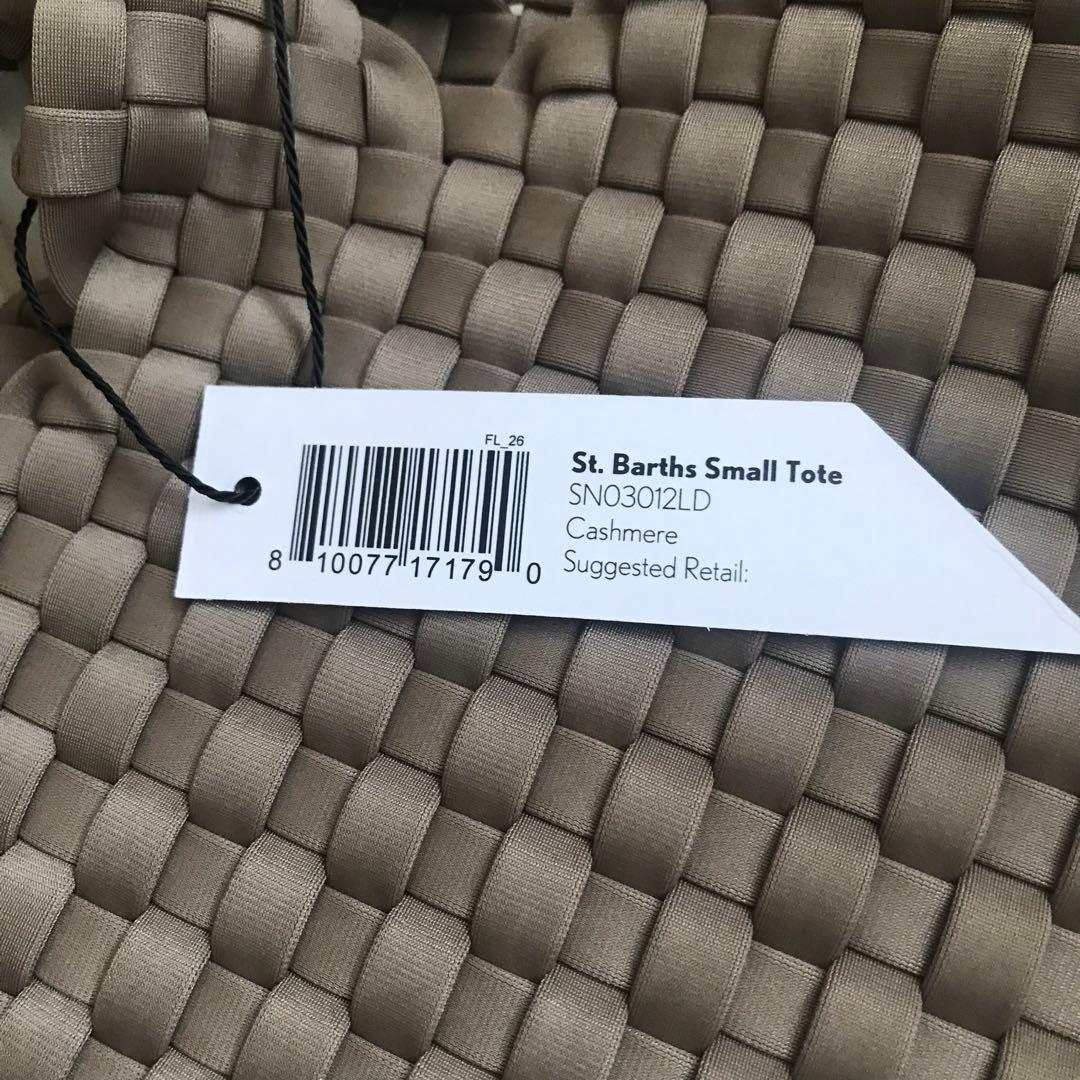 FL_26
8 10077 17179 0
St. Barths Small Tote
SN03012LD
Cashmere
Suggested Retail: